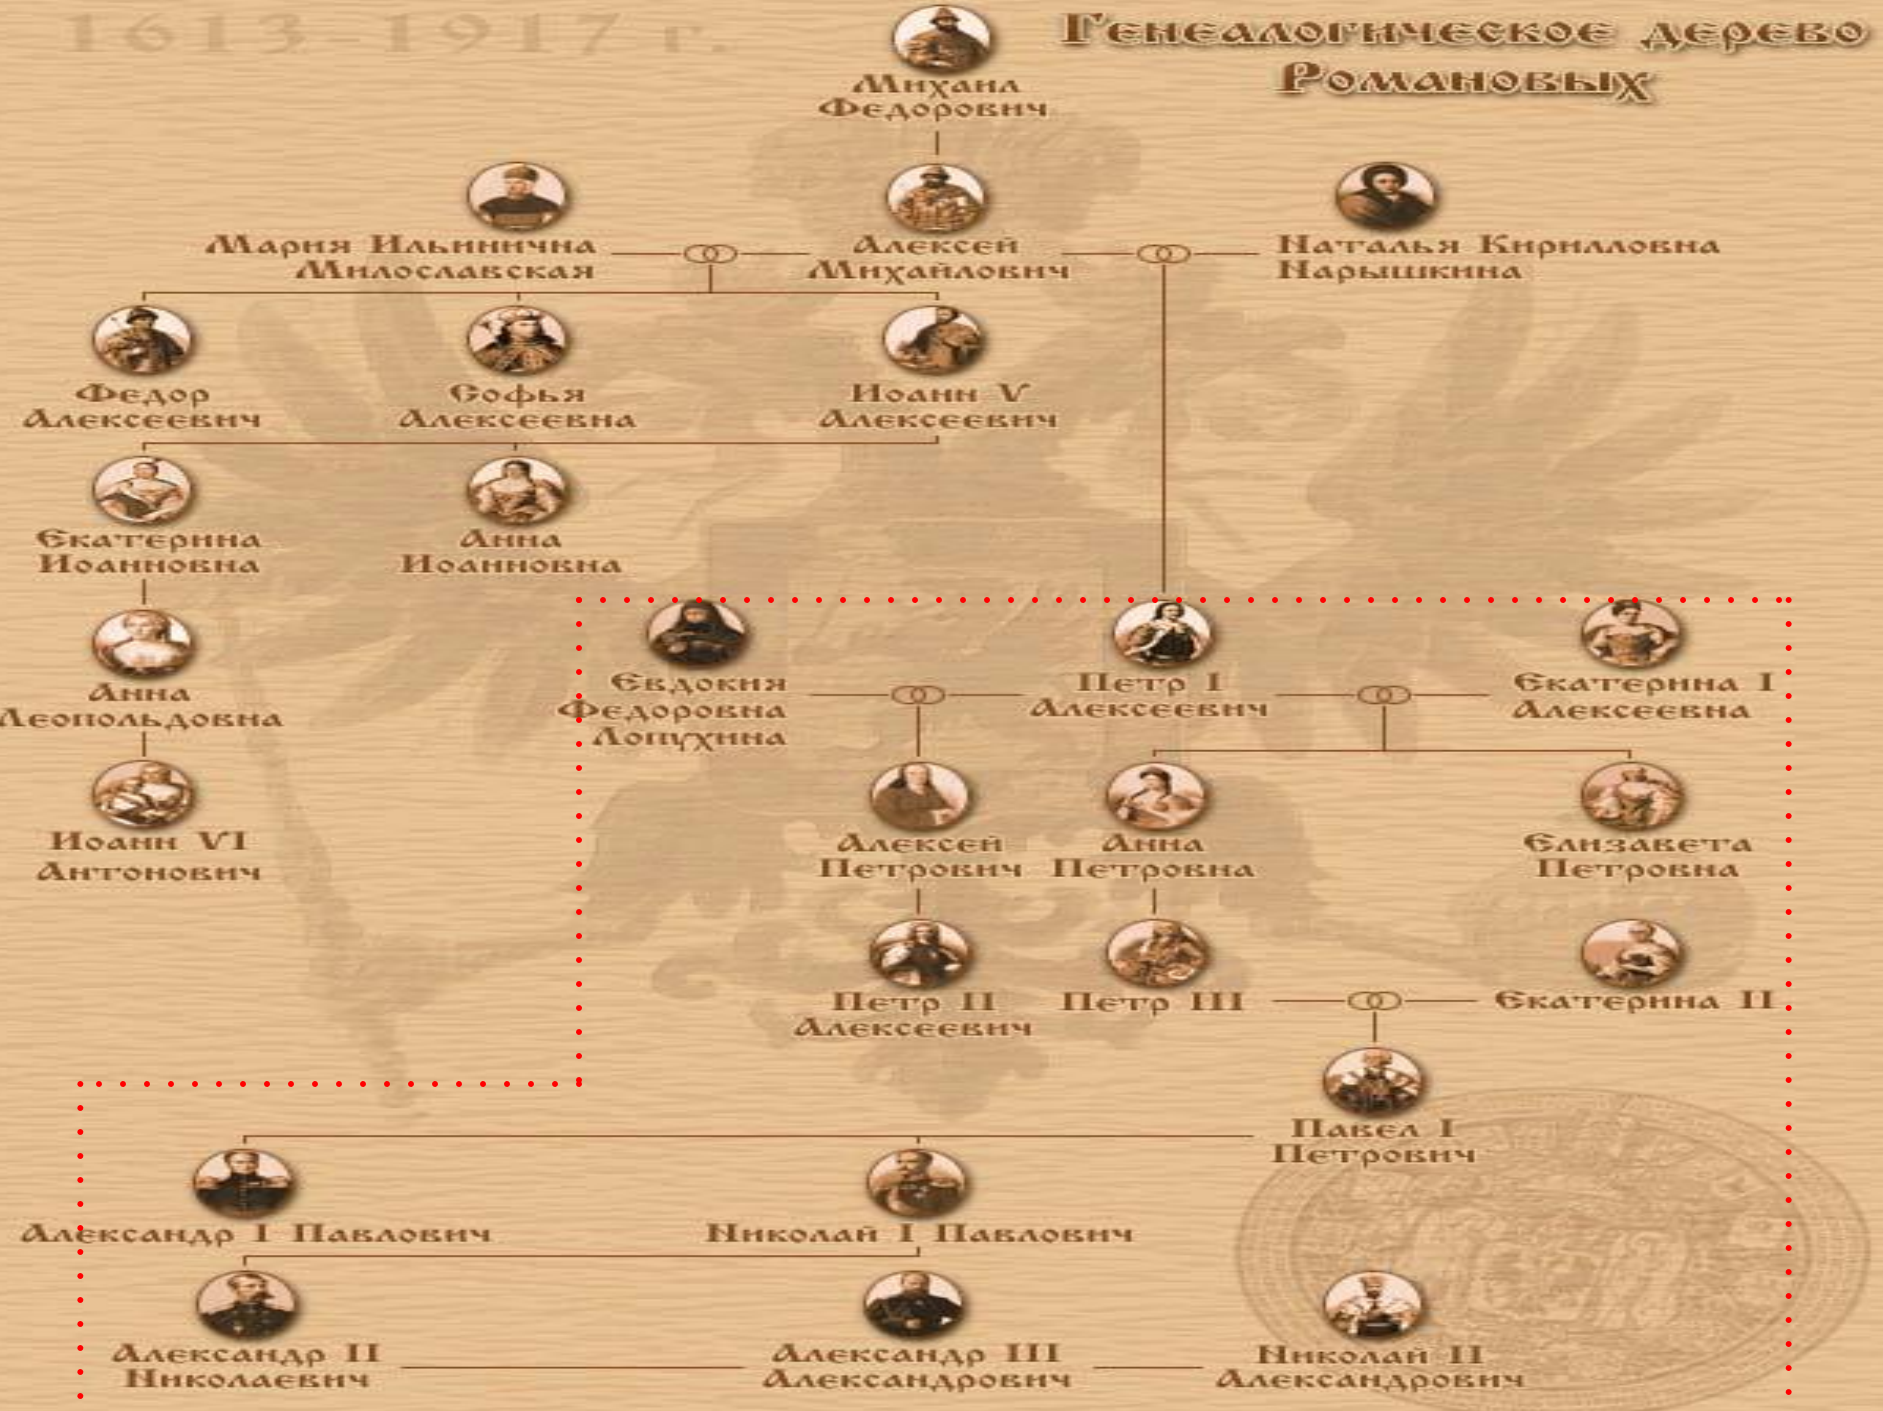 1613-1917 г.
Генеалогическое дерево
Романовых
Михаил
Федорович
Мария Ильинична
Милославская
Алексей
Михайлович
Наталья Кирилловна
Нарышкина
Федор
Алексеевич
Софья
Алексеевна
Иоанн V
Алексеевич
Екатерина
Иоанновна
Анна
Иоанновна
Анна
Леопольдовна
Евдокия
Федоровна
Лопухина
Петр I
Алексеевич
Екатерина I
Алексеевна
Иоанн VI
Антонович
Алексей
Петрович
Анна
Петровна
Елизавета
Петровна
Петр II
Алексеевич
Петр III
Екатерина II
Павел I
Петрович
Александр I Павлович
Николай I Павлович
Александр II
Николаевич
Александр III
Александрович
Николай II
Александрович